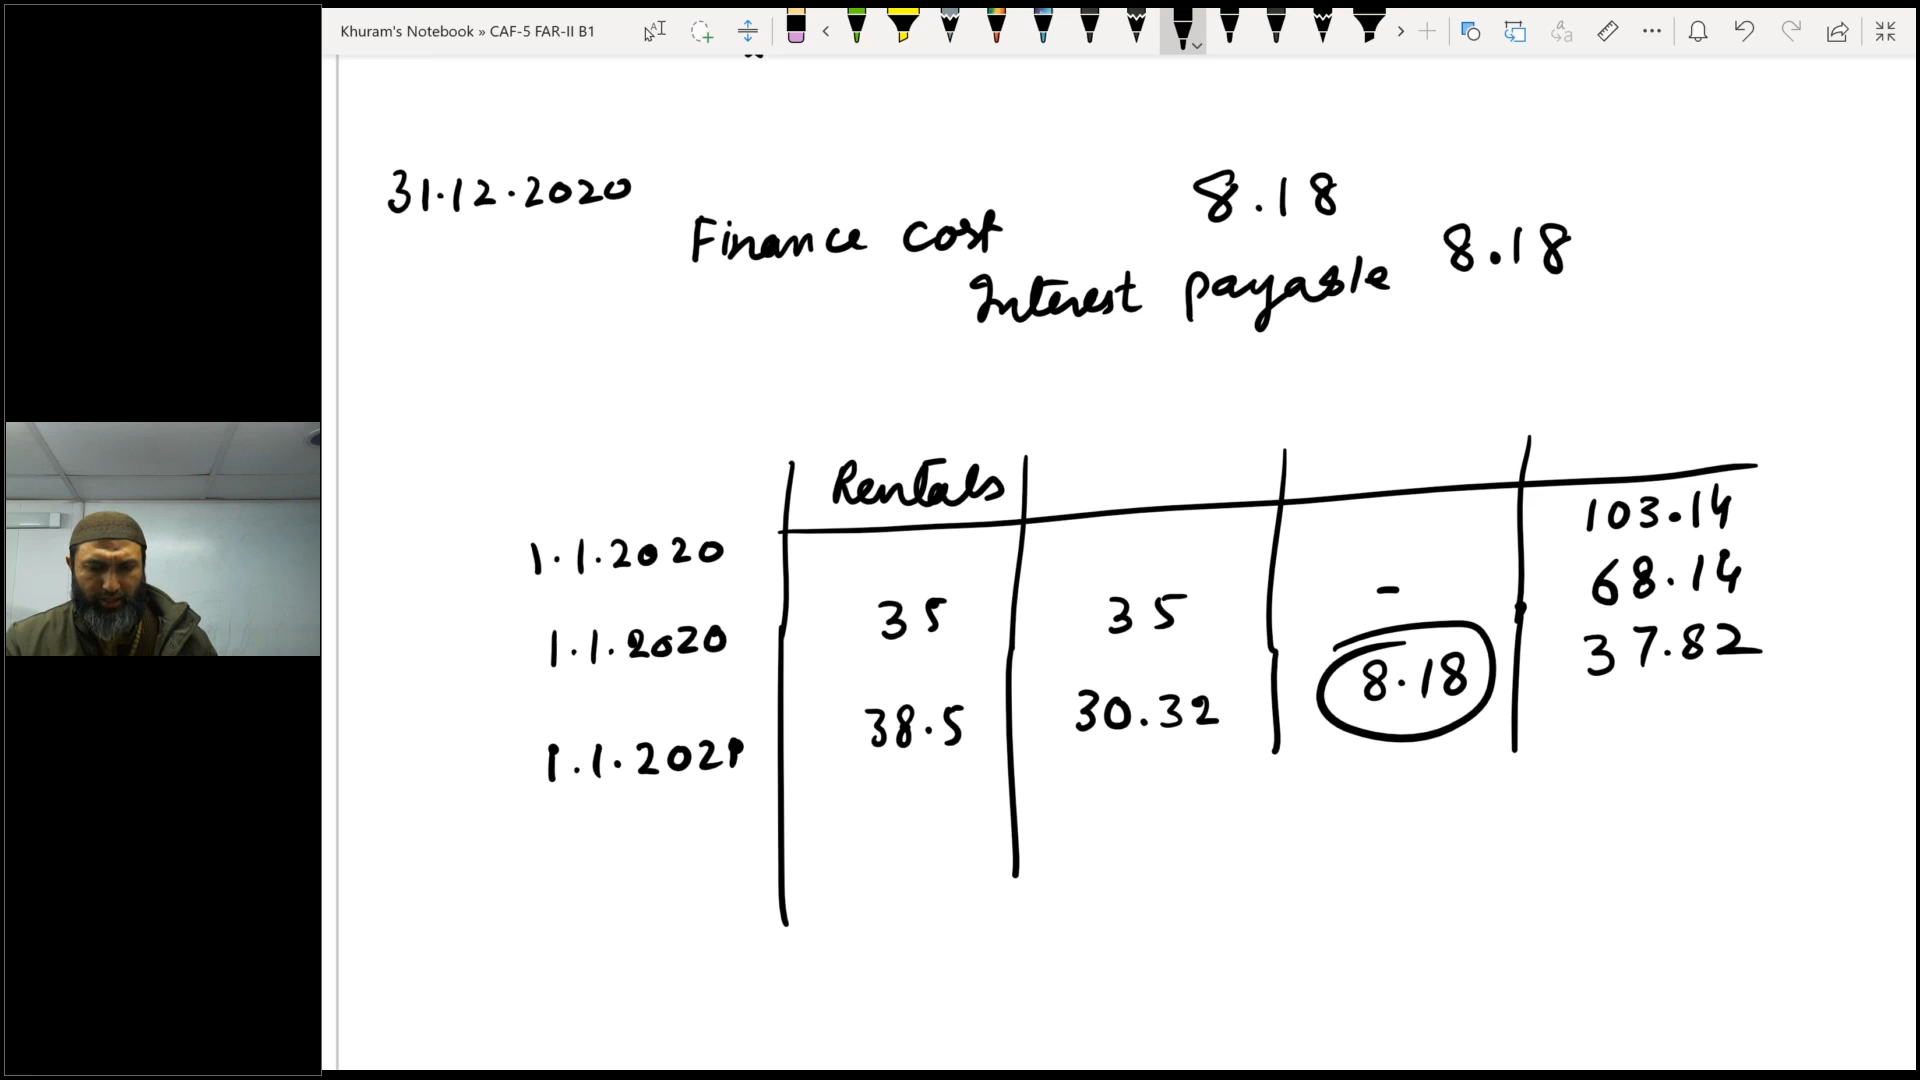 Khuram's Notebook » CAF-5 FAR-II B1
31.12.2020
Finance cost 8.18
Interest payable 8.18
Rentals
1.1.2020 103.14
1.1.2020 35 35 - 68.14
1.1.2021 38.5 30.32 8.18 37.82